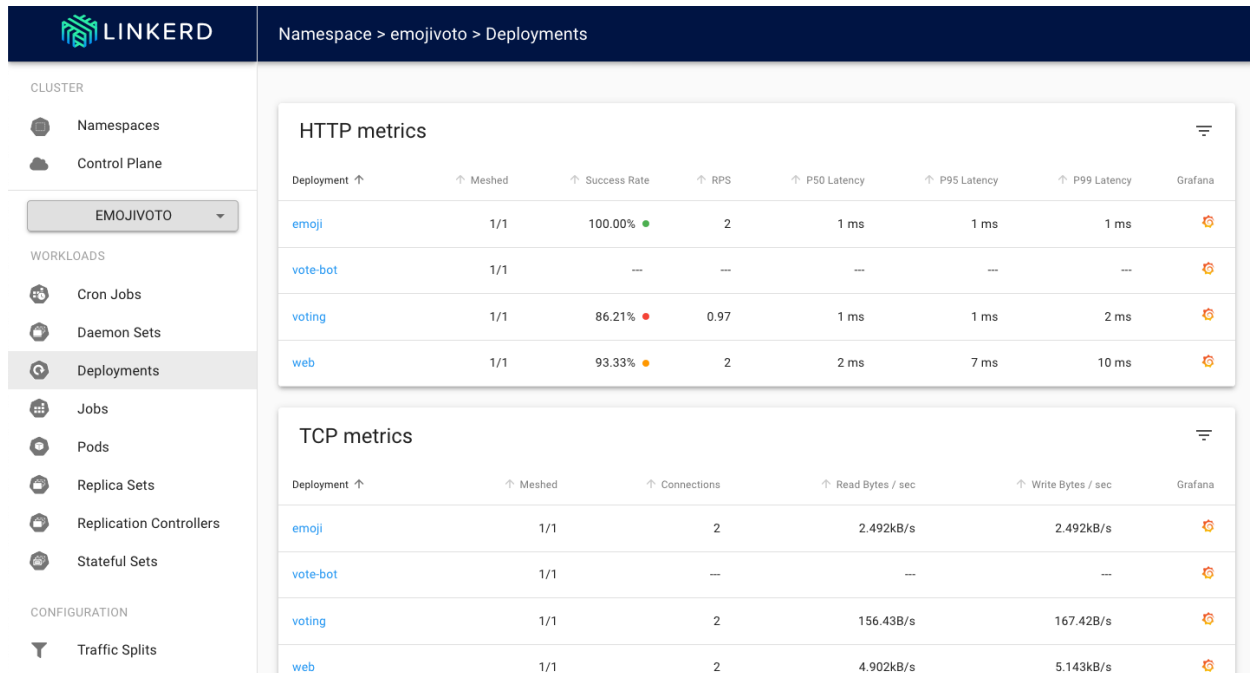 LINKERD
Namespace > emojivoto > Deployments
CLUSTER
Namespaces
Control Plane
EMOJIVOTO
WORKLOADS
Cron Jobs
Daemon Sets
Deployments
Jobs
Pods
Replica Sets
Replication Controllers
Stateful Sets
CONFIGURATION
Traffic Splits
HTTP metrics
Deployment ↑ ↑ Meshed ↑ Success Rate ↑ RPS ↑ P50 Latency ↑ P95 Latency ↑ P99 Latency Grafana
emoji 1/1 100.00% 2 1 ms 1 ms 1 ms
vote-bot 1/1 --- --- --- --- ---
voting 1/1 86.21% 0.97 1 ms 1 ms 2 ms
web 1/1 93.33% 2 2 ms 7 ms 10 ms
TCP metrics
Deployment ↑ ↑ Meshed ↑ Connections ↑ Read Bytes / sec ↑ Write Bytes / sec Grafana
emoji 1/1 2 2.492kB/s 2.492kB/s
vote-bot 1/1 --- --- ---
voting 1/1 2 156.43B/s 167.42B/s
web 1/1 2 4.902kB/s 5.143kB/s